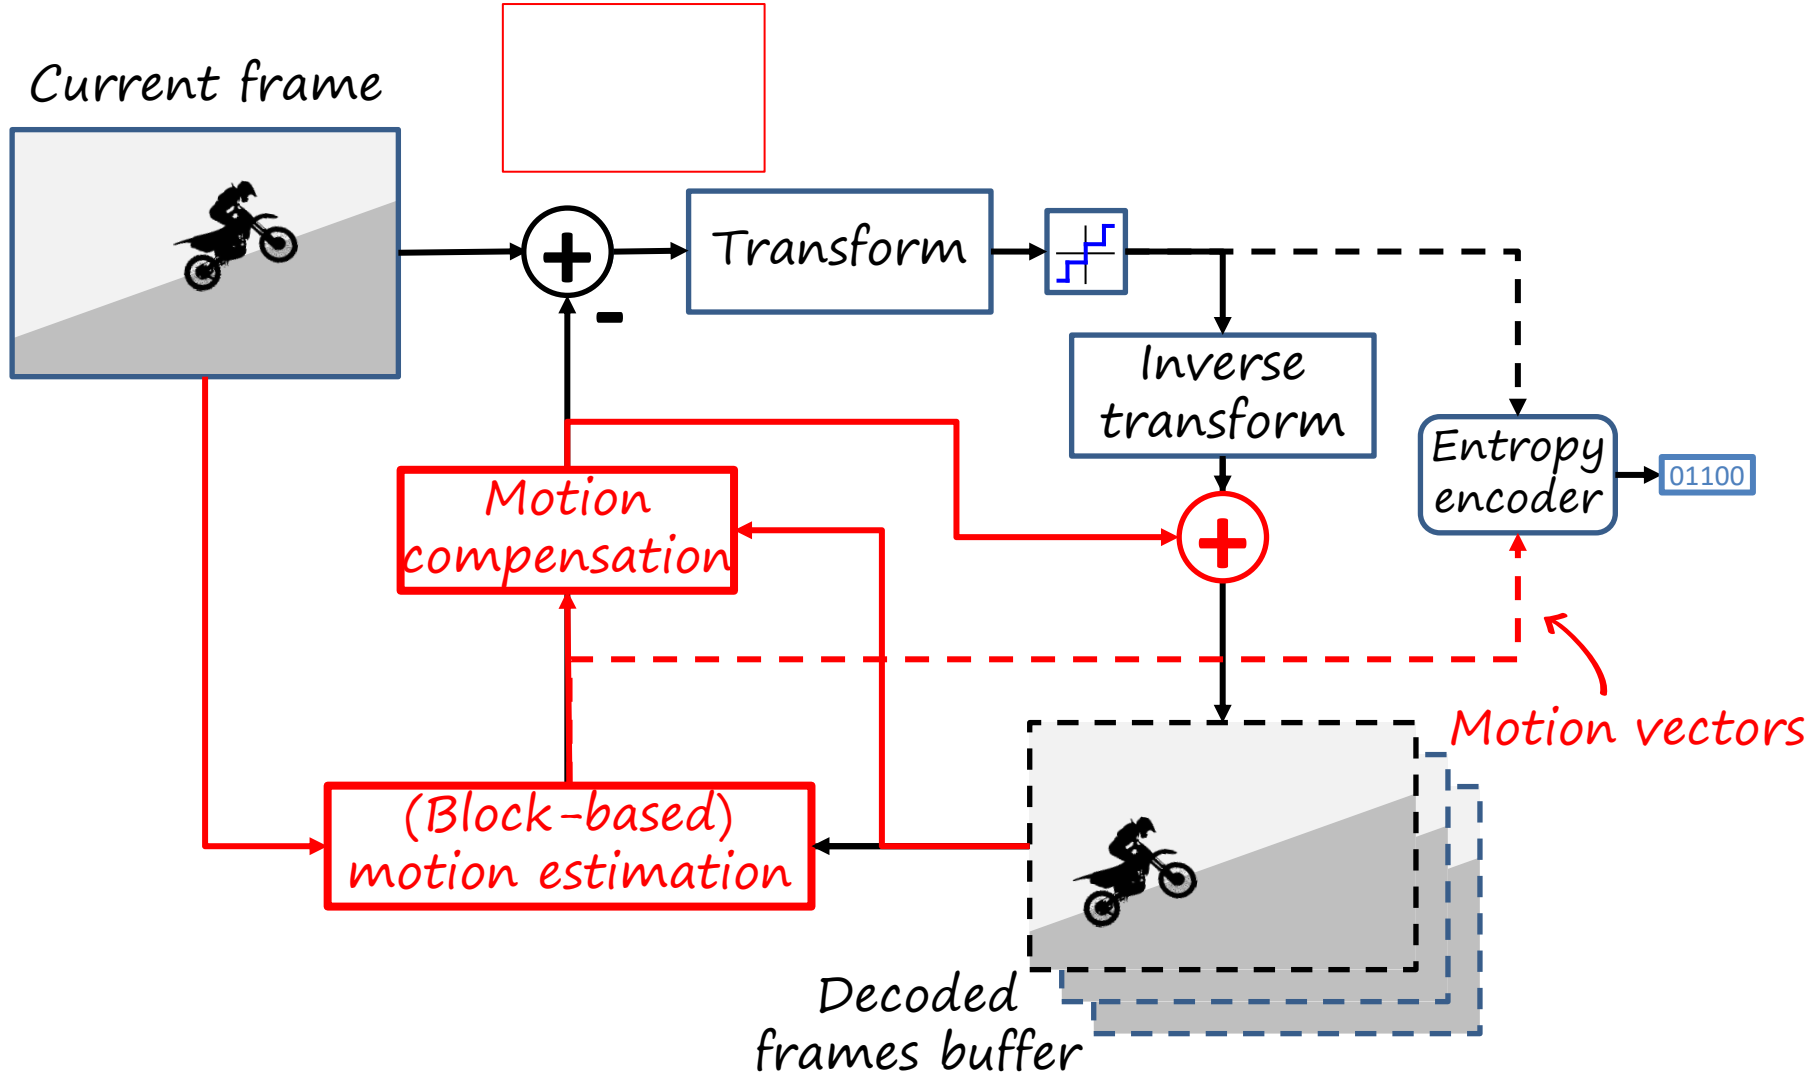 Current frame
Transform
Inverse
transform
Entropy
encoder
01100
Motion
compensation
Motion vectors
(Block-based)
motion estimation
Decoded
frames buffer